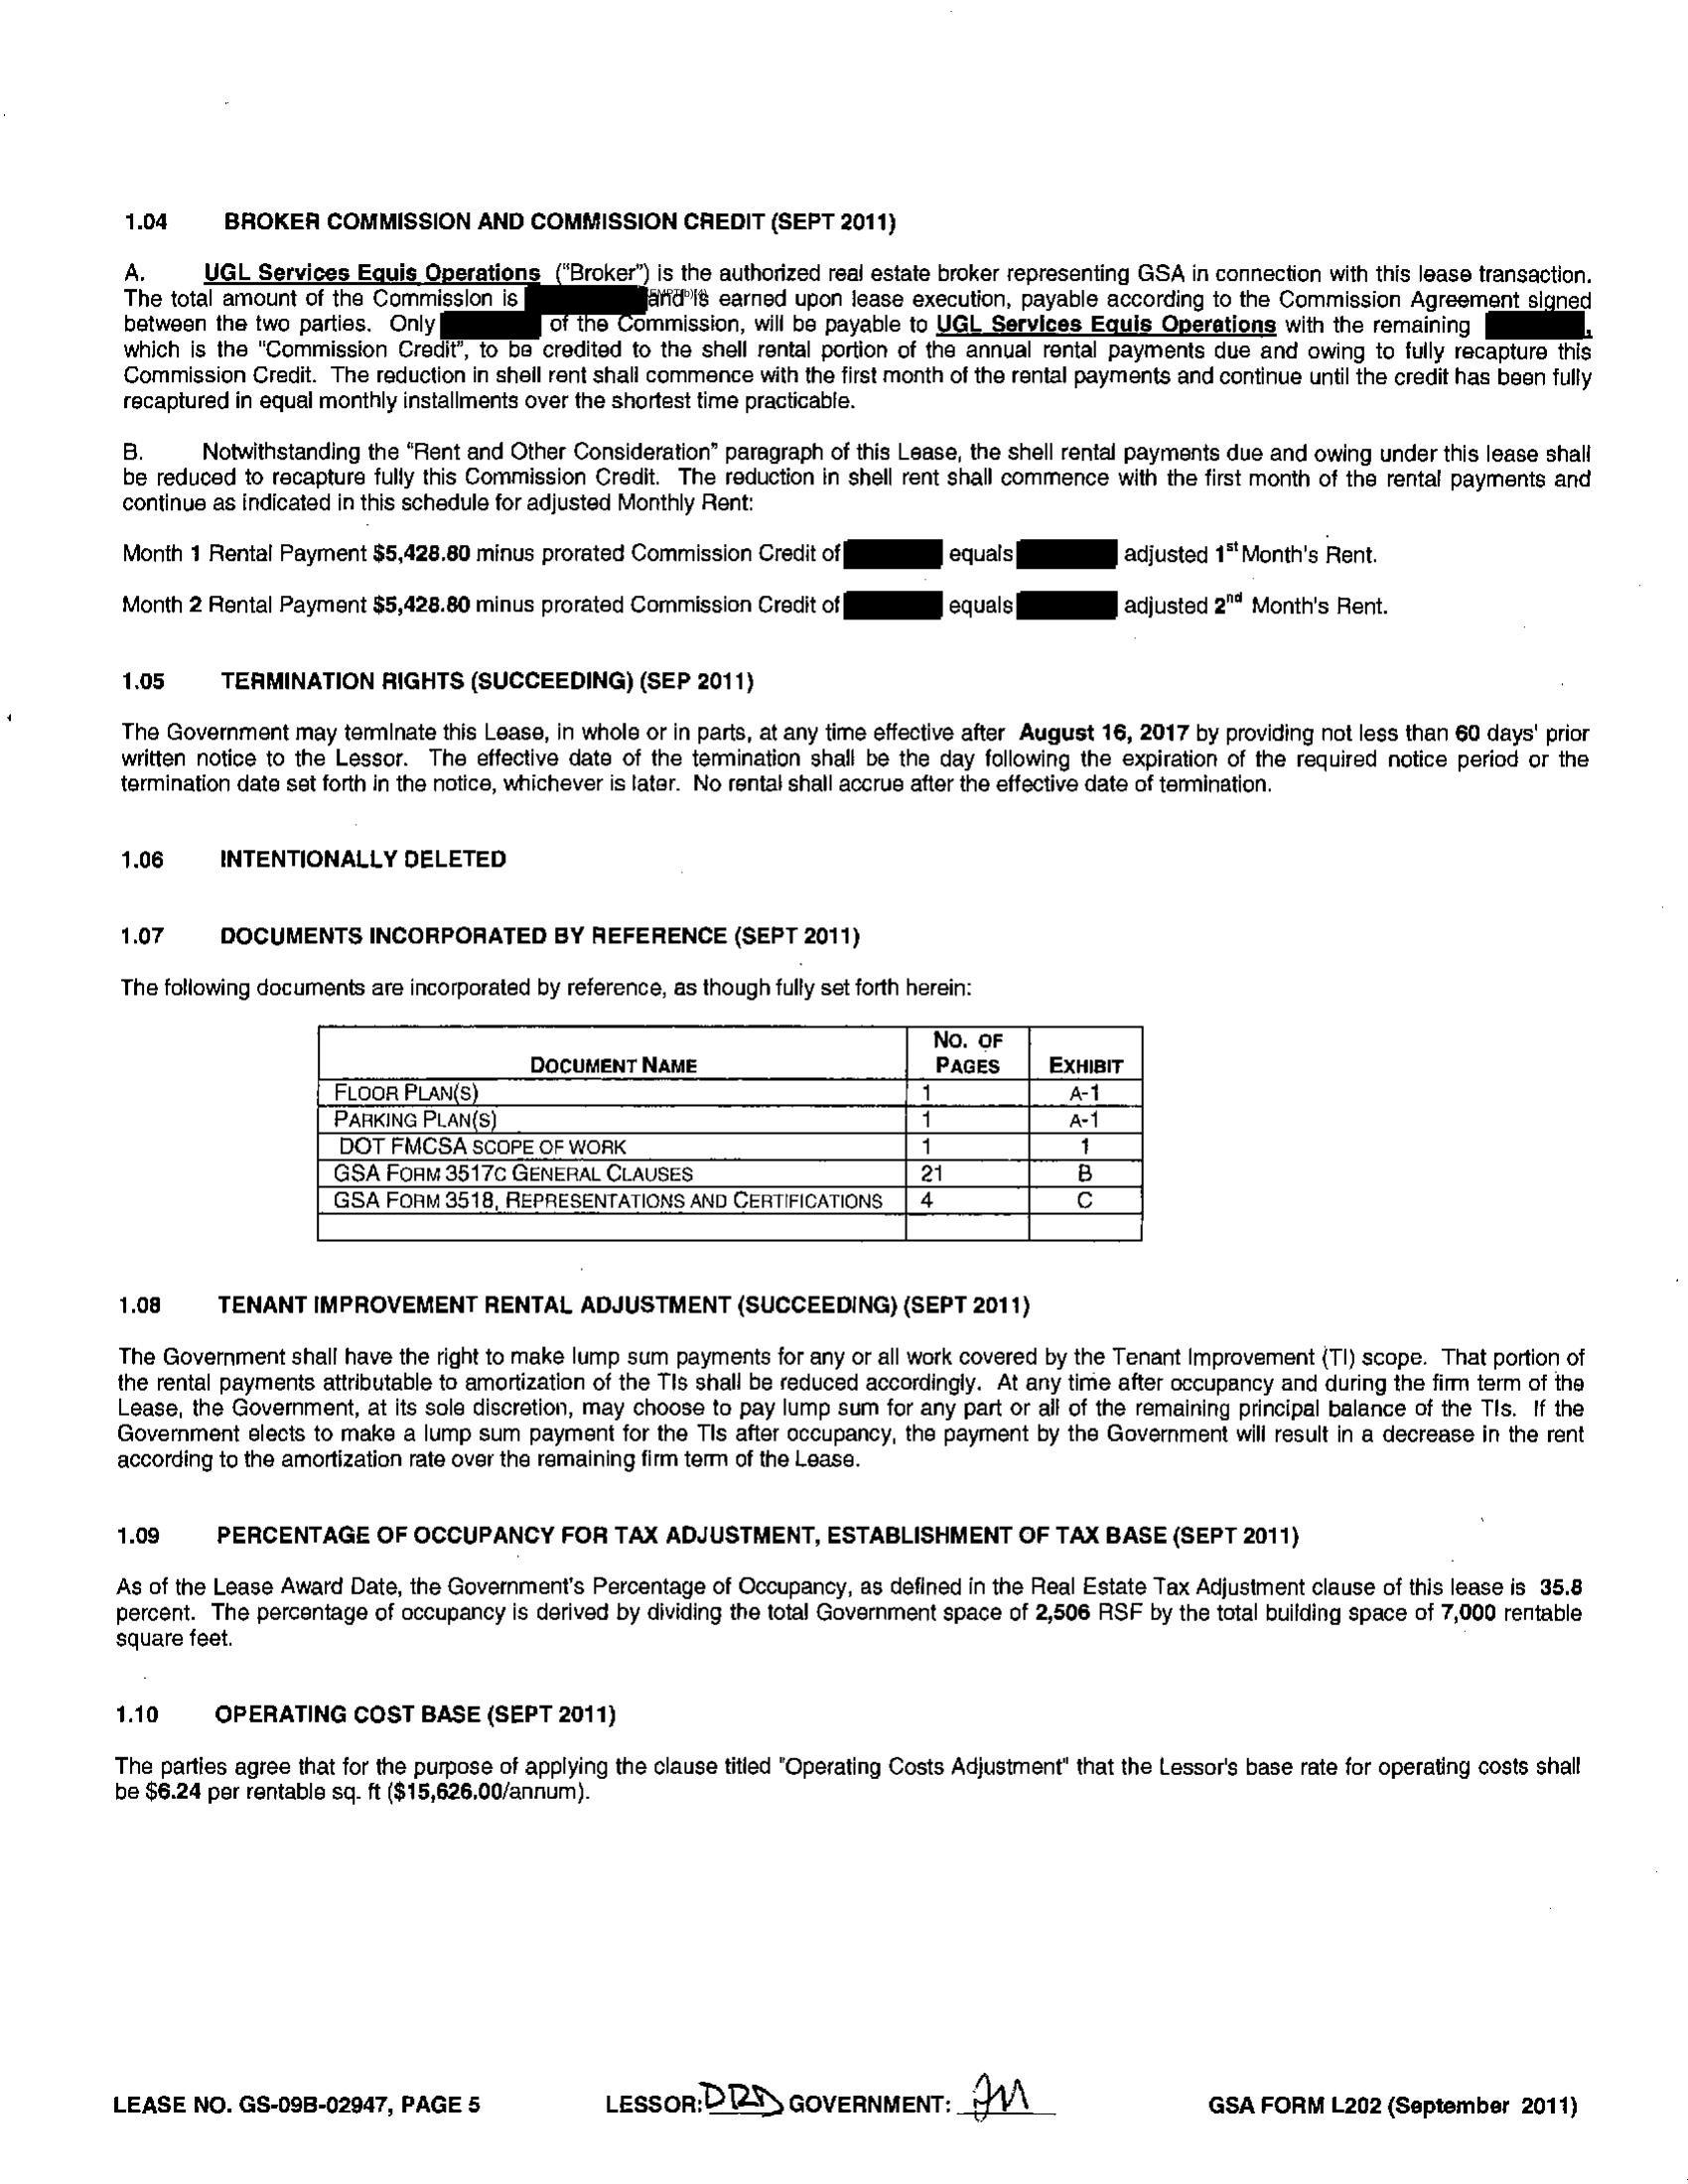 1.04 BROKER COMMISSION AND COMMISSION CREDIT (SEPT 2011)
A. UGL Services Equis Operations ("Broker") is the authorized real estate broker representing GSA in connection with this lease transaction.
The total amount of the Commission is and is earned upon lease execution, payable according to the Commission Agreement signed
between the two parties. Only of the Commission, will be payable to UGL Services Equis Operations with the remaining ,
which is the "Commission Credit", to be credited to the shell rental portion of the annual rental payments due and owing to fully recapture this
Commission Credit. The reduction in shell rent shall commence with the first month of the rental payments and continue until the credit has been fully
recaptured in equal monthly installments over the shortest time practicable.
B. Notwithstanding the "Rent and Other Consideration" paragraph of this Lease, the shell rental payments due and owing under this lease shall
be reduced to recapture fully this Commission Credit. The reduction in shell rent shall commence with the first month of the rental payments and
continue as indicated in this schedule for adjusted Monthly Rent:
Month 1 Rental Payment $5,428.80 minus prorated Commission Credit of equals adjusted 1st Month's Rent.
Month 2 Rental Payment $5,428.80 minus prorated Commission Credit of equals adjusted 2nd Month's Rent.
1.05 TERMINATION RIGHTS (SUCCEEDING) (SEP 2011)
The Government may terminate this Lease, in whole or in parts, at any time effective after August 16, 2017 by providing not less than 60 days' prior
written notice to the Lessor. The effective date of the termination shall be the day following the expiration of the required notice period or the
termination date set forth in the notice, whichever is later. No rental shall accrue after the effective date of termination.
1.06 INTENTIONALLY DELETED
1.07 DOCUMENTS INCORPORATED BY REFERENCE (SEPT 2011)
The following documents are incorporated by reference, as though fully set forth herein:
DOCUMENT NAME NO. OF PAGES EXHIBIT
FLOOR PLAN(S) 1 A-1
PARKING PLAN(S) 1 A-1
DOT FMCSA SCOPE OF WORK 1 1
GSA FORM 3517C GENERAL CLAUSES 21 B
GSA FORM 3518, REPRESENTATIONS AND CERTIFICATIONS 4 C
1.08 TENANT IMPROVEMENT RENTAL ADJUSTMENT (SUCCEEDING) (SEPT 2011)
The Government shall have the right to make lump sum payments for any or all work covered by the Tenant Improvement (TI) scope. That portion of
the rental payments attributable to amortization of the TIs shall be reduced accordingly. At any time after occupancy and during the firm term of the
Lease, the Government, at its sole discretion, may choose to pay lump sum for any part or all of the remaining principal balance of the TIs. If the
Government elects to make a lump sum payment for the TIs after occupancy, the payment by the Government will result in a decrease in the rent
according to the amortization rate over the remaining firm term of the Lease.
1.09 PERCENTAGE OF OCCUPANCY FOR TAX ADJUSTMENT, ESTABLISHMENT OF TAX BASE (SEPT 2011)
As of the Lease Award Date, the Government's Percentage of Occupancy, as defined in the Real Estate Tax Adjustment clause of this lease is 35.8
percent. The percentage of occupancy is derived by dividing the total Government space of 2,506 RSF by the total building space of 7,000 rentable
square feet.
1.10 OPERATING COST BASE (SEPT 2011)
The parties agree that for the purpose of applying the clause titled "Operating Costs Adjustment" that the Lessor's base rate for operating costs shall
be $6.24 per rentable sq. ft ($15,626.00/annum).
LEASE NO. GS-09B-02947, PAGE 5 LESSOR: GOVERNMENT: GSA FORM L202 (September 2011)